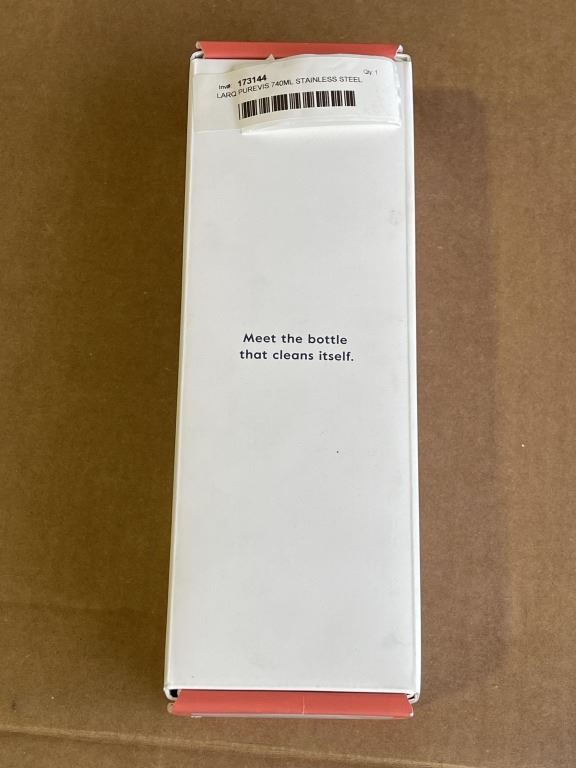 Inv#: 173144 Qty: 1
LARQ PUREVIS 740ML STAINLESS STEEL
Meet the bottle
that cleans itself.